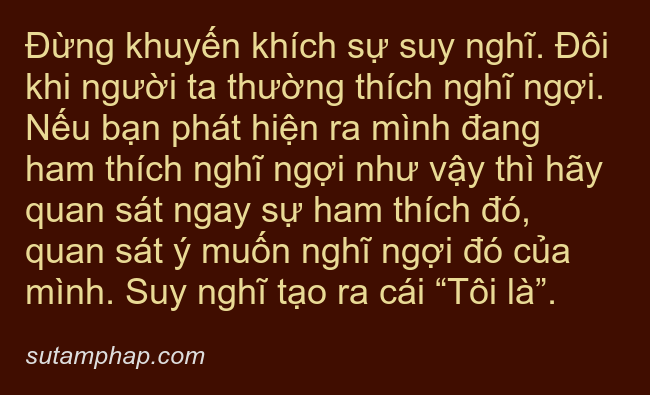 Đừng khuyến khích sự suy nghĩ. Đôi
khi người ta thường thích nghĩ ngợi.
Nếu bạn phát hiện ra mình đang
ham thích nghĩ ngợi như vậy thì hãy
quan sát ngay sự ham thích đó,
quan sát ý muốn nghĩ ngợi đó của
mình. Suy nghĩ tạo ra cái “Tôi là”.
sutamphap.com